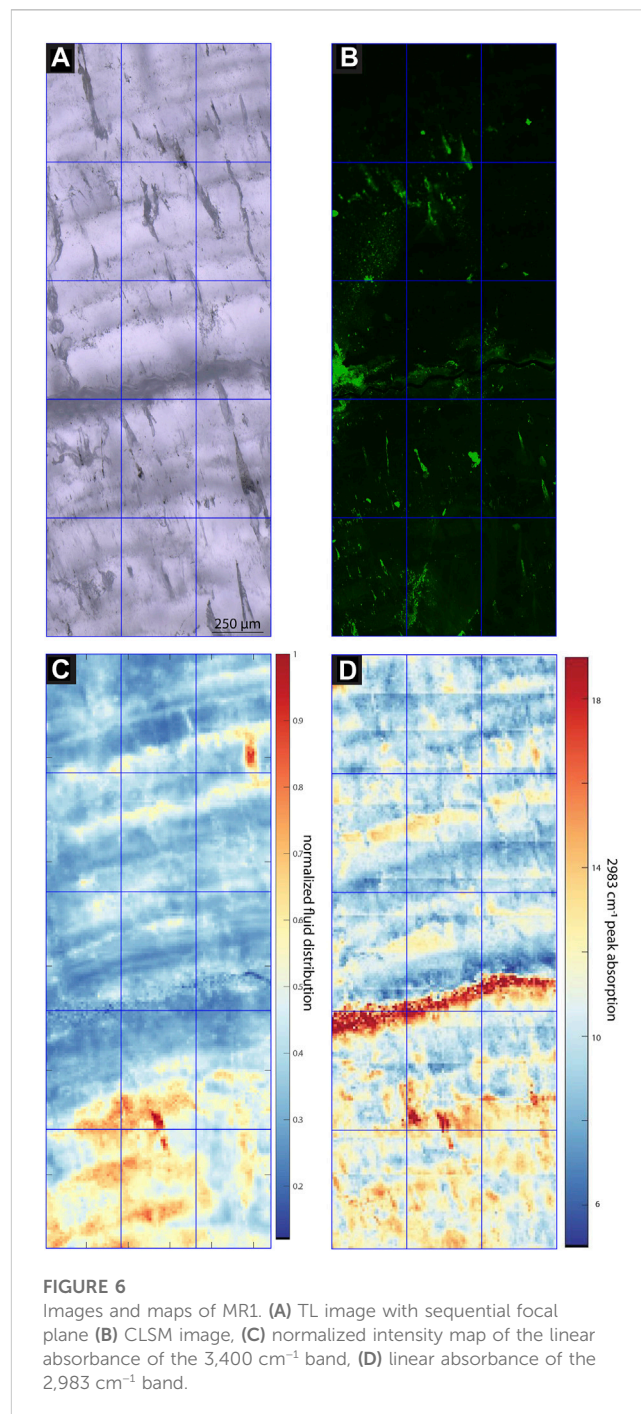 A
B
250 µm
C
1
0.9
0.8
0.7
0.6
0.5
0.4
0.3
0.2
normalized fluid distribution
D
18
14
10
6
2983 cm⁻¹ peak absorption
FIGURE 6
Images and maps of MR1. (A) TL image with sequential focal
plane (B) CLSM image, (C) normalized intensity map of the linear
absorbance of the 3,400 cm⁻¹ band, (D) linear absorbance of the
2,983 cm⁻¹ band.